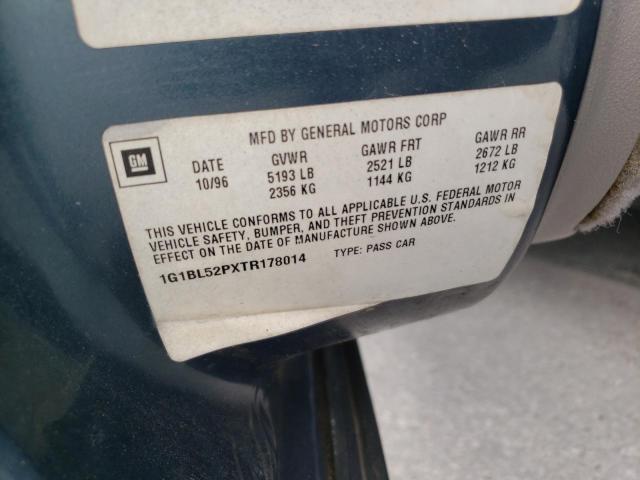 MFD BY GENERAL MOTORS CORP
GM
DATE GVWR GAWR FRT GAWR RR
10/96 5193 LB 2521 LB 2672 LB
2356 KG 1144 KG 1212 KG
THIS VEHICLE CONFORMS TO ALL APPLICABLE U.S. FEDERAL MOTOR
VEHICLE SAFETY, BUMPER, AND THEFT PREVENTION STANDARDS IN
EFFECT ON THE DATE OF MANUFACTURE SHOWN ABOVE.
1G1BL52PXTR178014 TYPE: PASS CAR